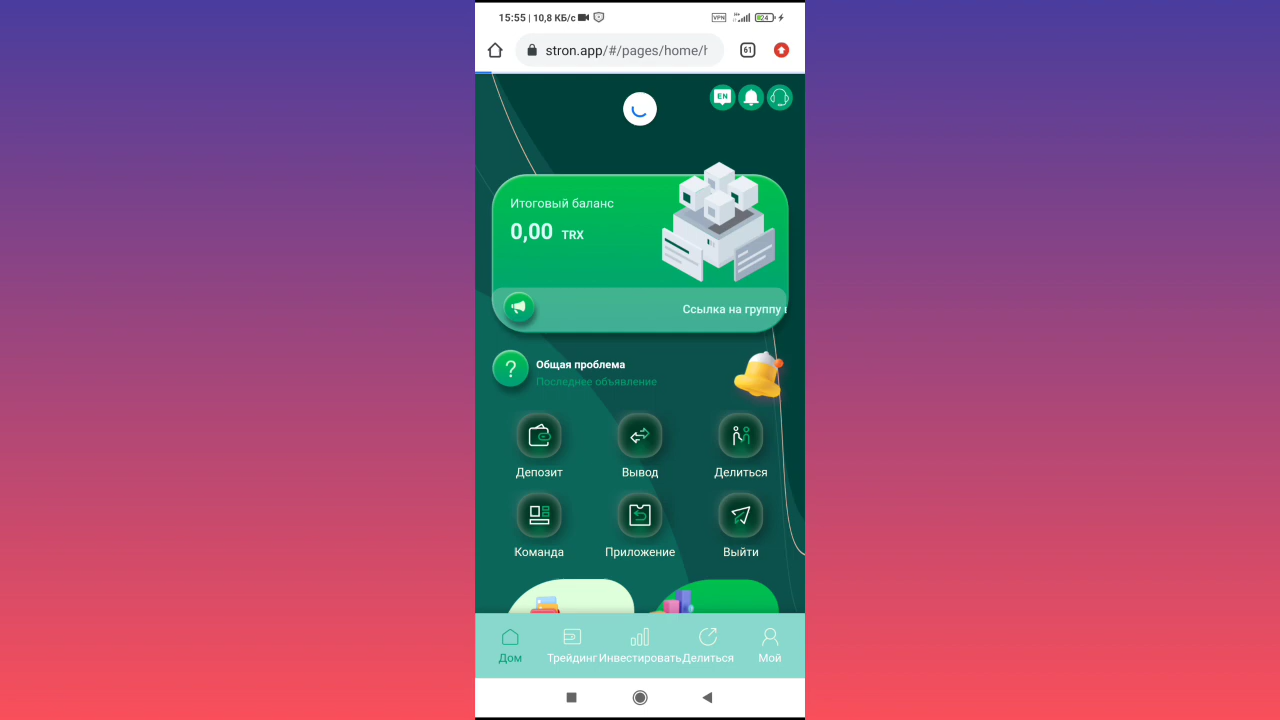 15:55 | 10,8 КБ/с
VPN
24
stron.app/#/pages/home/h
61
EN
Итоговый баланс
0,00 TRX
Ссылка на группу
?
Общая проблема
Последнее объявление
Депозит Вывод Делиться
Команда Приложение Выйти
Дом Трейдинг Инвестировать Делиться Мой